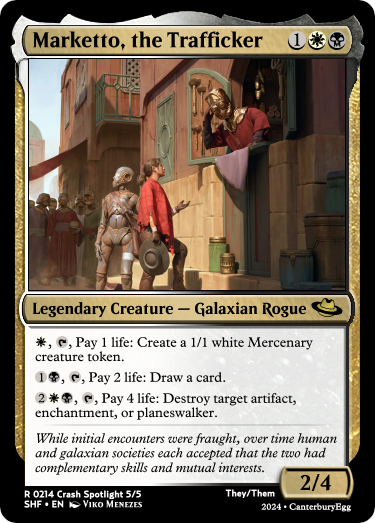 Marketto, the Trafficker 1
Legendary Creature — Galaxian Rogue
, , Pay 1 life: Create a 1/1 white Mercenary
creature token.
1 , , Pay 2 life: Draw a card.
2 , , Pay 4 life: Destroy target artifact,
enchantment, or planeswalker.
While initial encounters were fraught, over time human
and galaxian societies each accepted that the two had
complementary skills and mutual interests.
2/4
R 0214 Crash Spotlight 5/5 They/Them
SHF • EN Viko Menezes 2024 • CanterburyEgg